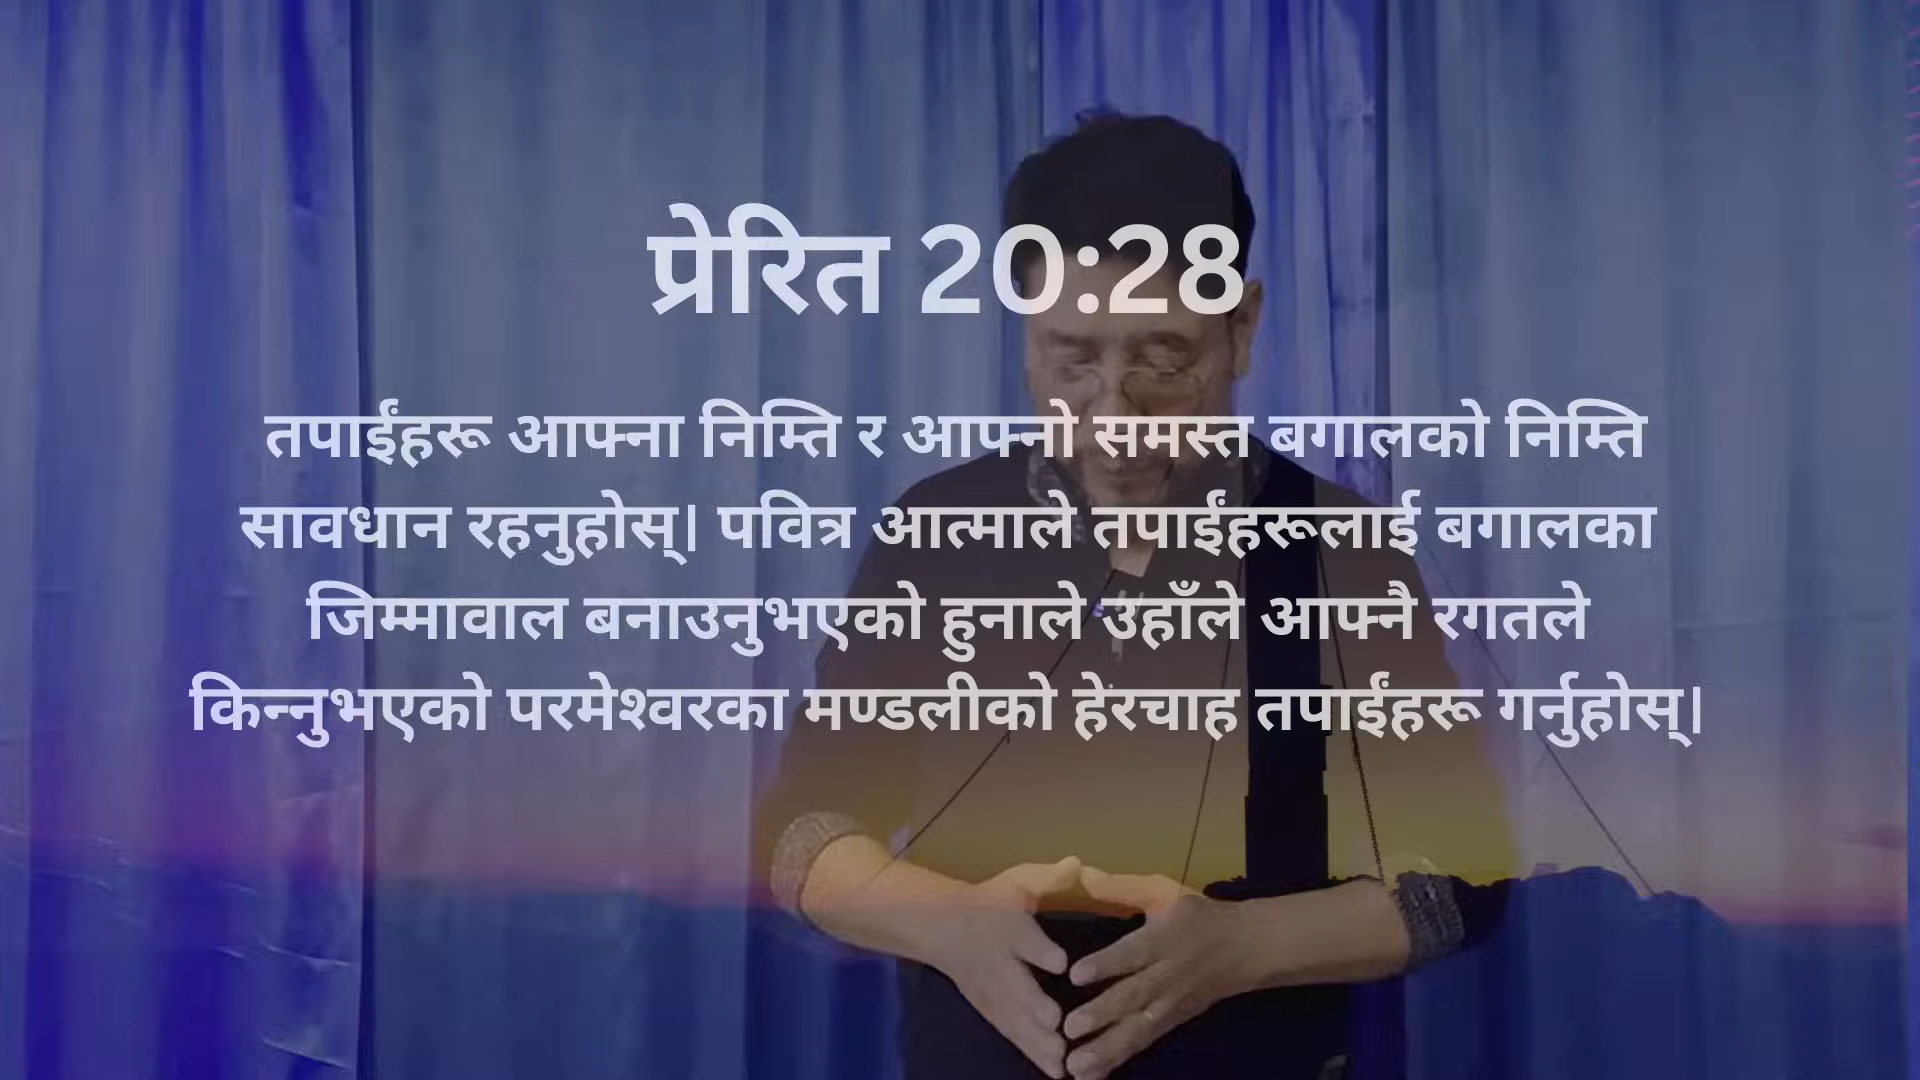 प्रेरित 20:28
तपाईंहरू आफ्ना निम्ति र आफ्नो समस्त बगालको निम्ति
सावधान रहनुहोस्| पवित्र आत्माले तपाईंहरूलाई बगालका
जिम्मावाल बनाउनुभएको हुनाले उहाँले आफ्नै रगतले
किन्नुभएको परमेश्वरका मण्डलीको हेरचाह तपाईंहरू गर्नुहोस्|